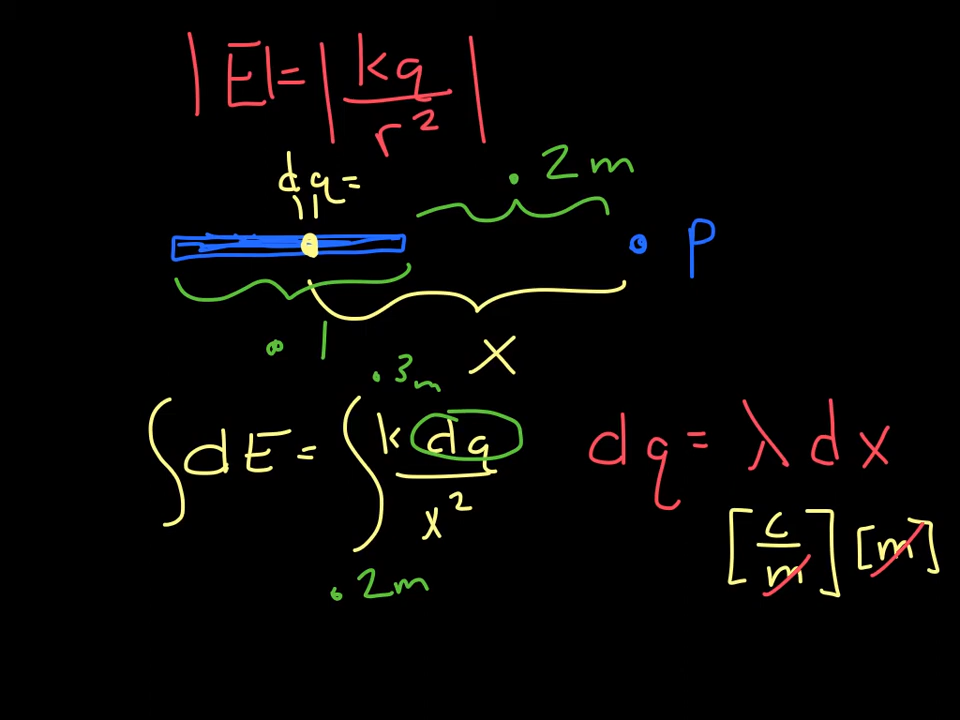 |E| = |kq/r²|
dq =
.2m
P
.1
x
.3m
∫dE = ∫ k dq / x²
dq = λ dx
[C/m] [m]
.2m